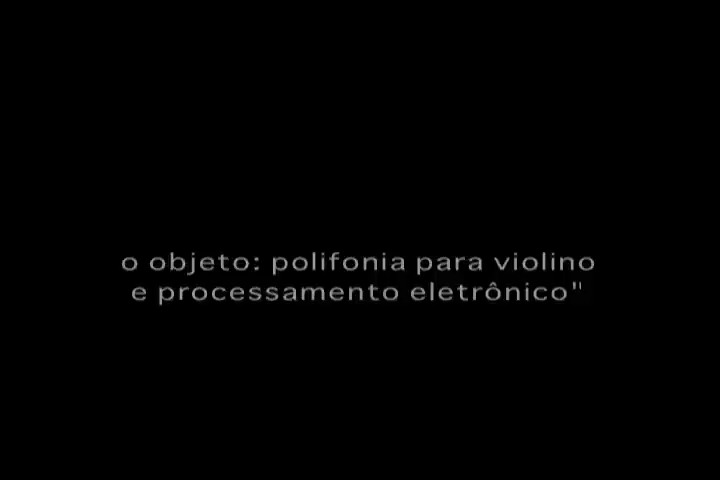 o objeto: polifonia para violino
e processamento eletrônico"